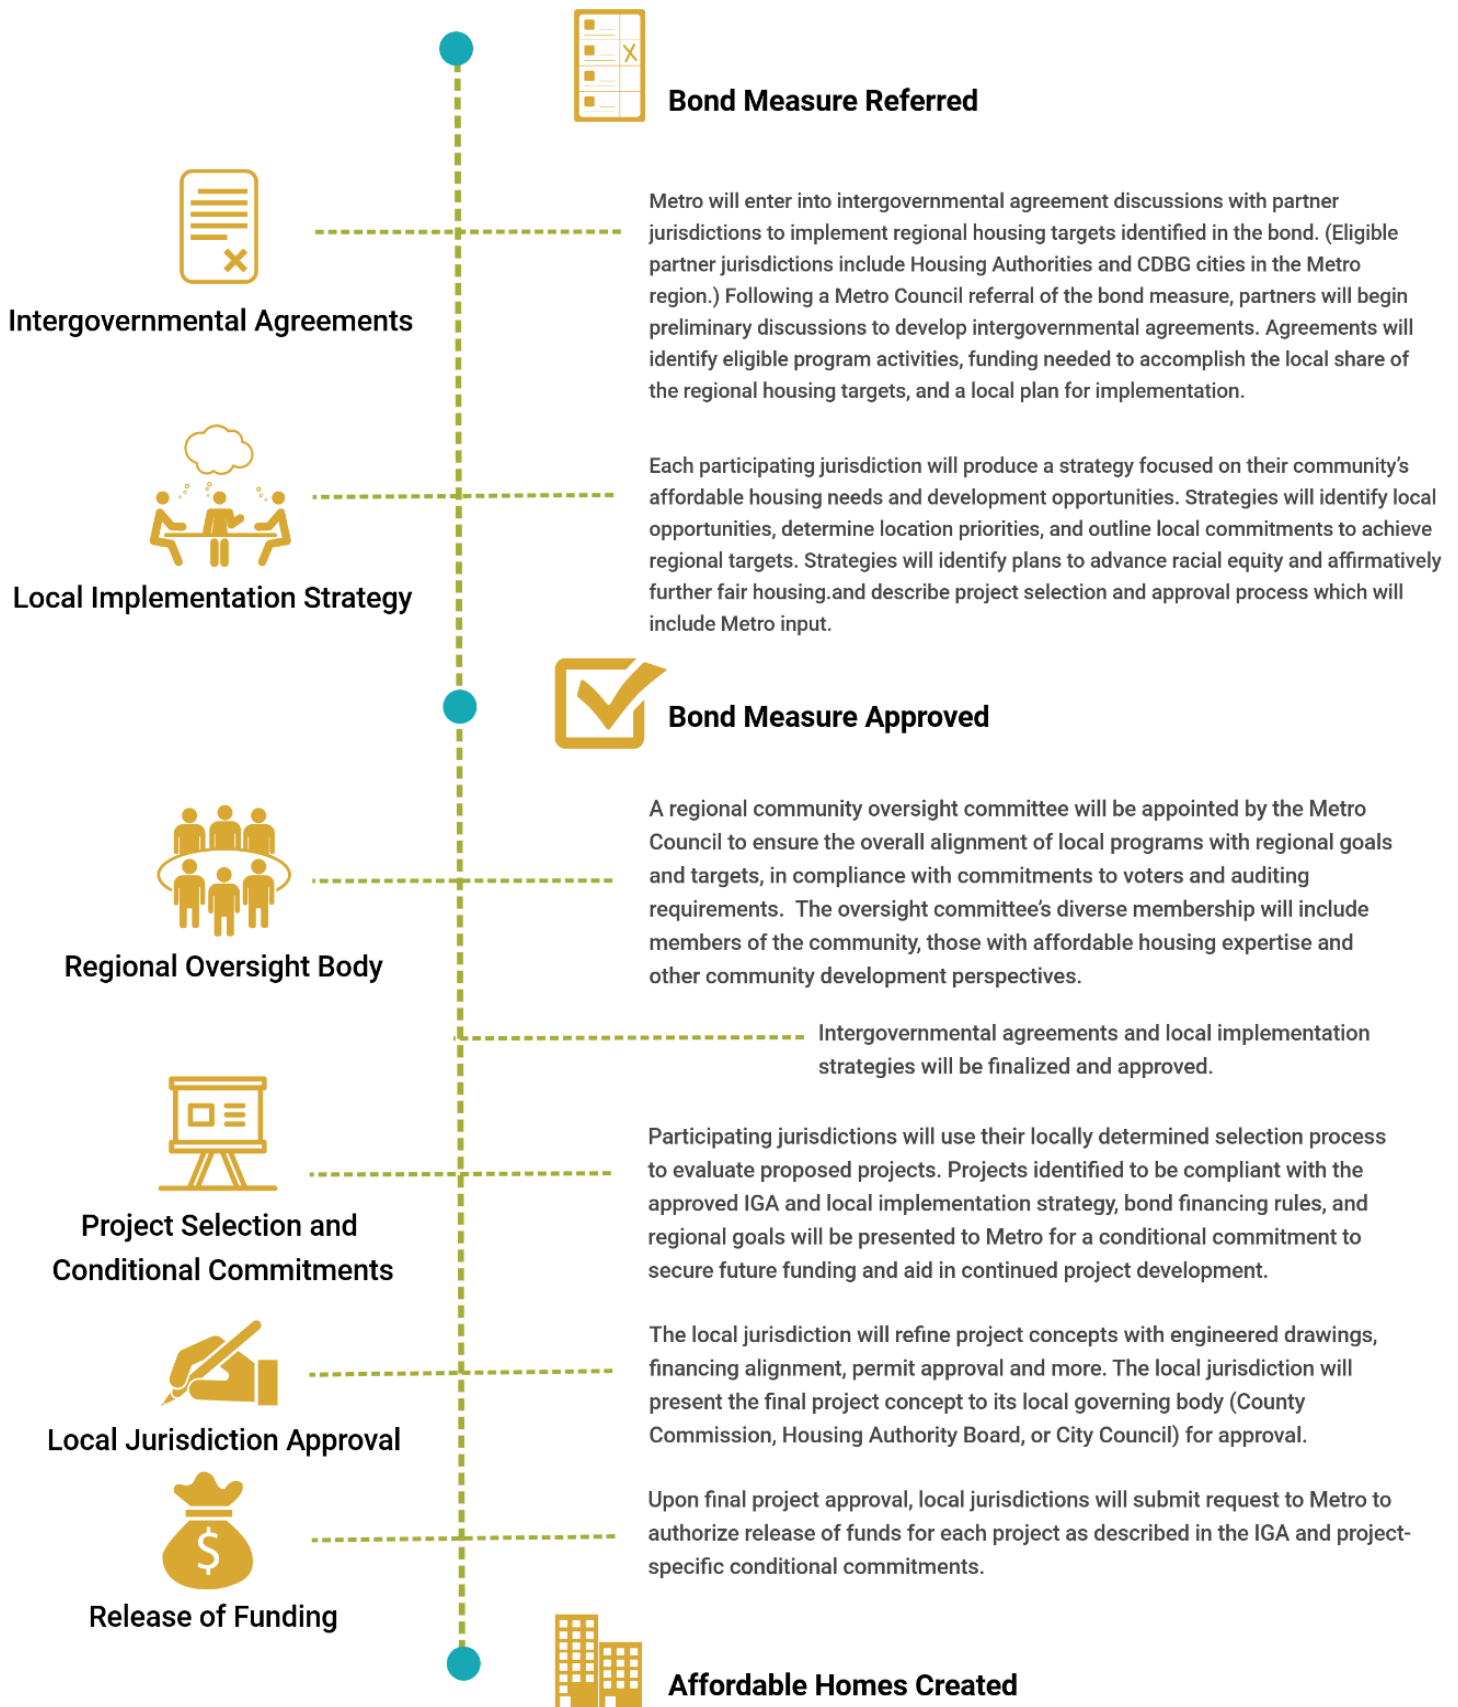 Bond Measure Referred
Intergovernmental Agreements
Metro will enter into intergovernmental agreement discussions with partner
jurisdictions to implement regional housing targets identified in the bond. (Eligible
partner jurisdictions include Housing Authorities and CDBG cities in the Metro
region.) Following a Metro Council referral of the bond measure, partners will begin
preliminary discussions to develop intergovernmental agreements. Agreements will
identify eligible program activities, funding needed to accomplish the local share of
the regional housing targets, and a local plan for implementation.
Local Implementation Strategy
Each participating jurisdiction will produce a strategy focused on their community’s
affordable housing needs and development opportunities. Strategies will identify local
opportunities, determine location priorities, and outline local commitments to achieve
regional targets. Strategies will identify plans to advance racial equity and affirmatively
further fair housing.and describe project selection and approval process which will
include Metro input.
Bond Measure Approved
Regional Oversight Body
A regional community oversight committee will be appointed by the Metro
Council to ensure the overall alignment of local programs with regional goals
and targets, in compliance with commitments to voters and auditing
requirements.  The oversight committee’s diverse membership will include
members of the community, those with affordable housing expertise and
other community development perspectives.
Intergovernmental agreements and local implementation
strategies will be finalized and approved.
Project Selection and
Conditional Commitments
Participating jurisdictions will use their locally determined selection process
to evaluate proposed projects. Projects identified to be compliant with the
approved IGA and local implementation strategy, bond financing rules, and
regional goals will be presented to Metro for a conditional commitment to
secure future funding and aid in continued project development.
Local Jurisdiction Approval
The local jurisdiction will refine project concepts with engineered drawings,
financing alignment, permit approval and more. The local jurisdiction will
present the final project concept to its local governing body (County
Commission, Housing Authority Board, or City Council) for approval.
$
Release of Funding
Upon final project approval, local jurisdictions will submit request to Metro to
authorize release of funds for each project as described in the IGA and project-
specific conditional commitments.
Affordable Homes Created